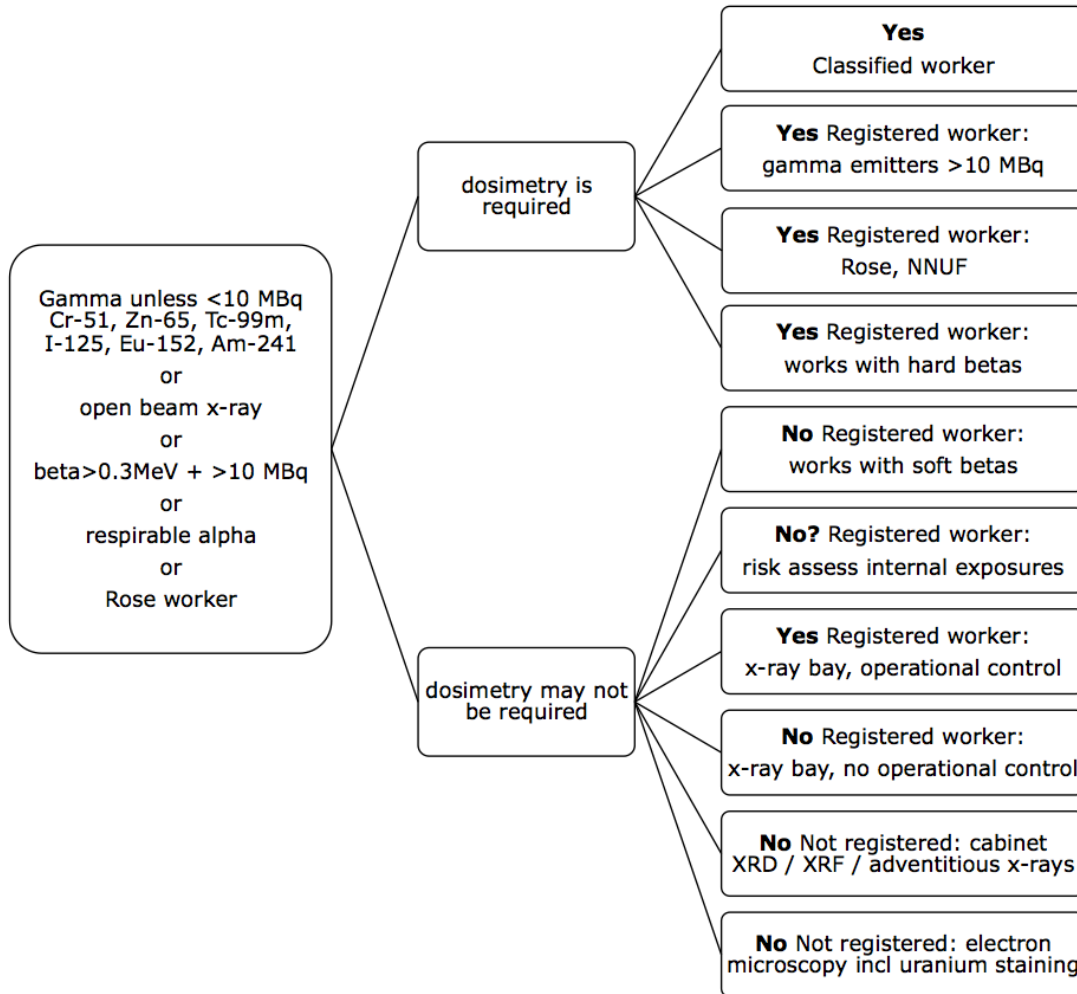 Gamma unless <10 MBq
Cr-51, Zn-65, Tc-99m,
I-125, Eu-152, Am-241
or
open beam x-ray
or
beta>0.3MeV + >10 MBq
or
respirable alpha
or
Rose worker
dosimetry is
required
Yes
Classified worker
Yes Registered worker:
gamma emitters >10 MBq
Yes Registered worker:
Rose, NNUF
Yes Registered worker:
works with hard betas
dosimetry may not
be required
No Registered worker:
works with soft betas
No? Registered worker:
risk assess internal exposures
Yes Registered worker:
x-ray bay, operational control
No Registered worker:
x-ray bay, no operational control
No Not registered: cabinet
XRD / XRF / adventitious x-rays
No Not registered: electron
microscopy incl uranium staining